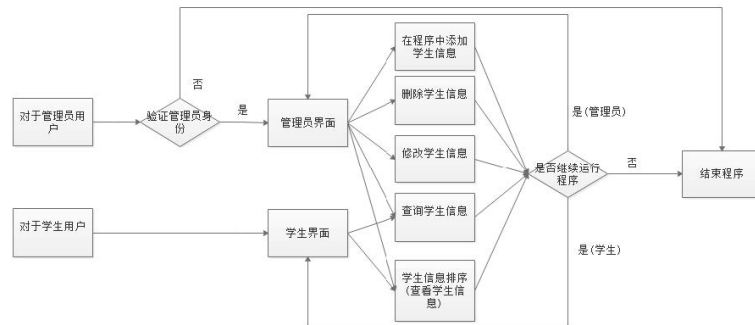 在程序中添加
学生信息
否
删除学生信息
是(管理员)
对于管理员用
户
验证管理员身
份
是
管理员界面
修改学生信息
是否继续运行
程序
否
结束程序
对于学生用户
学生界面
查询学生信息
是(学生)
学生信息排序
(查看学生信
息)